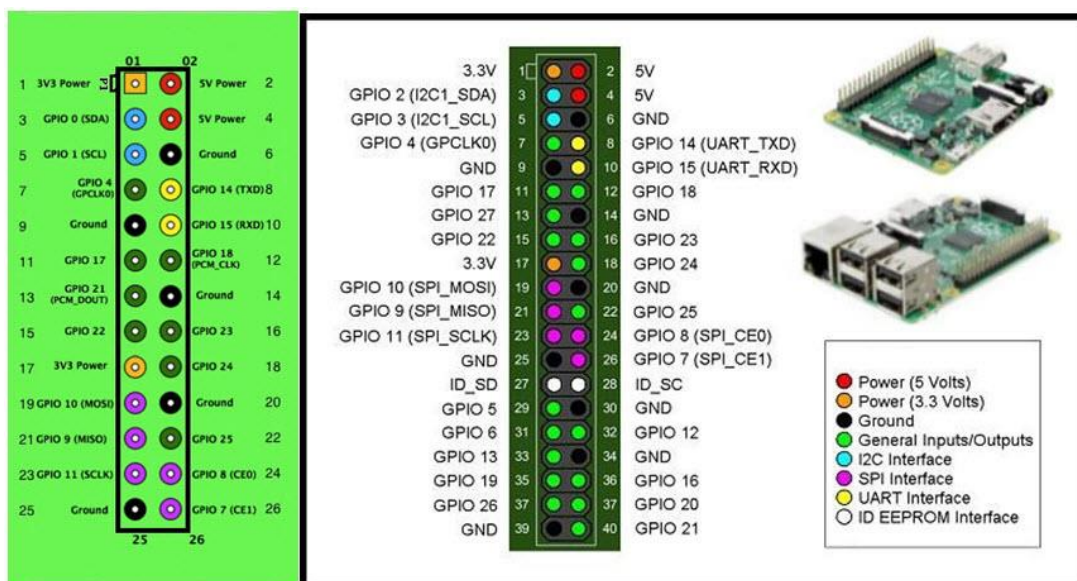 01 02
1 3V3 Power P1 5V Power 2
3 GPIO 0 (SDA) 5V Power 4
5 GPIO 1 (SCL) Ground 6
7 GPIO 4 (GPCLK0) GPIO 14 (TXD) 8
9 Ground GPIO 15 (RXD) 10
11 GPIO 17 GPIO 18 (PCM_CLK) 12
13 GPIO 21 (PCM_DOUT) Ground 14
15 GPIO 22 GPIO 23 16
17 3V3 Power GPIO 24 18
19 GPIO 10 (MOSI) Ground 20
21 GPIO 9 (MISO) GPIO 25 22
23 GPIO 11 (SCLK) GPIO 8 (CE0) 24
25 Ground GPIO 7 (CE1) 26
25 26
3.3V 1 2 5V
GPIO 2 (I2C1_SDA) 3 4 5V
GPIO 3 (I2C1_SCL) 5 6 GND
GPIO 4 (GPCLK0) 7 8 GPIO 14 (UART_TXD)
GND 9 10 GPIO 15 (UART_RXD)
GPIO 17 11 12 GPIO 18
GPIO 27 13 14 GND
GPIO 22 15 16 GPIO 23
3.3V 17 18 GPIO 24
GPIO 10 (SPI_MOSI) 19 20 GND
GPIO 9 (SPI_MISO) 21 22 GPIO 25
GPIO 11 (SPI_SCLK) 23 24 GPIO 8 (SPI_CE0)
GND 25 26 GPIO 7 (SPI_CE1)
ID_SD 27 28 ID_SC
GPIO 5 29 30 GND
GPIO 6 31 32 GPIO 12
GPIO 13 33 34 GND
GPIO 19 35 36 GPIO 16
GPIO 26 37 37 GPIO 20
GND 39 40 GPIO 21
Power (5 Volts)
Power (3.3 Volts)
Ground
General Inputs/Outputs
I2C Interface
SPI Interface
UART Interface
ID EEPROM Interface